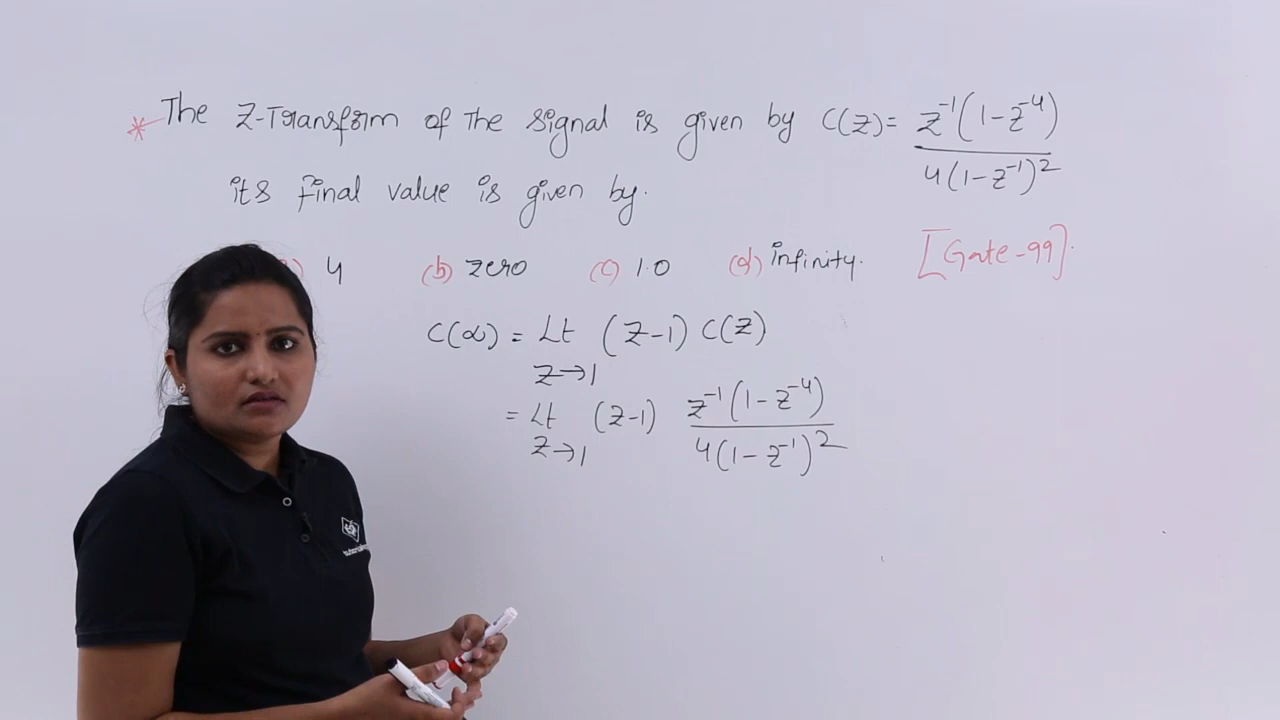 * The Z-Transform of the signal is given by C(Z) = z⁻¹(1-z⁻⁴) / 4(1-z⁻¹)²
its final value is given by.
4 (b) zero (c) 1.0 (d) infinity. [Gate-99].
C(∞) = Lt z→1 (Z-1) C(Z)
= Lt z→1 (z-1) z⁻¹(1-z⁻⁴) / 4(1-z⁻¹)²